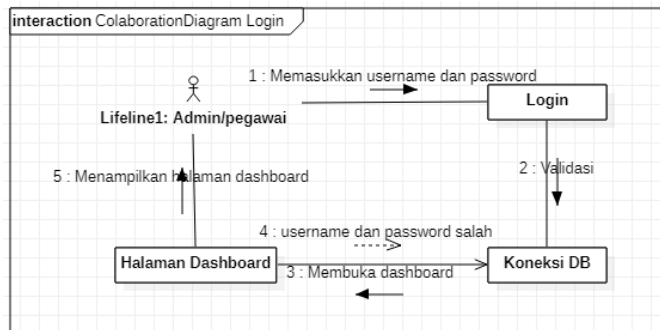 interaction ColaborationDiagram Login
1 : Memasukkan username dan password
Login
Lifeline1: Admin/pegawai
2 : Validasi
5 : Menampilkan halaman dashboard
4 : username dan password salah
Halaman Dashboard
Koneksi DB
3 : Membuka dashboard